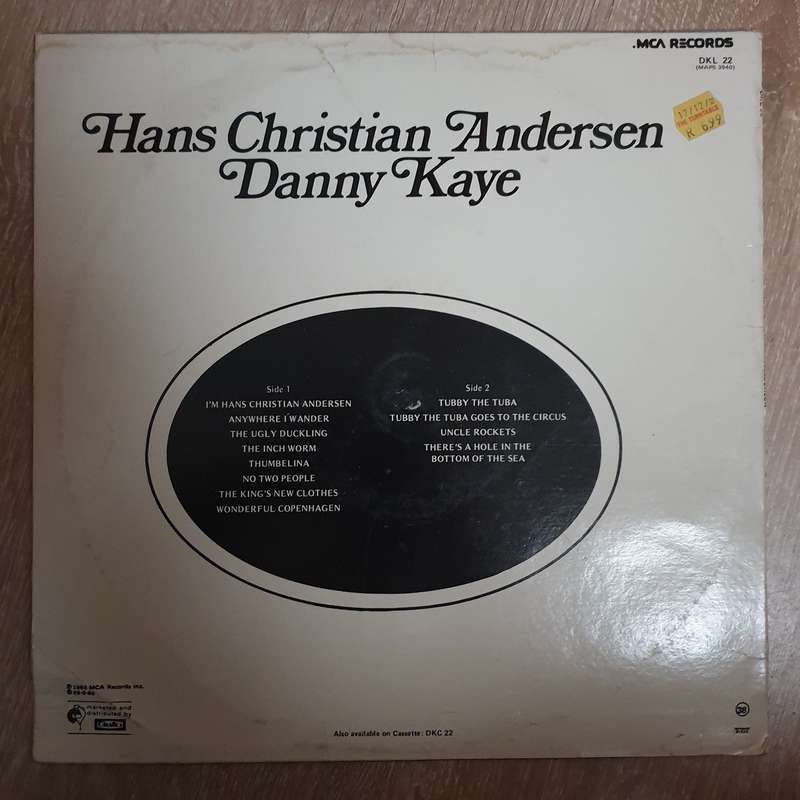 .MCA RECORDS
DKL 22
(MAPS 3940)
THE TURNTABLE
R 6,99
Hans Christian Andersen
Danny Kaye
Side 1
I'M HANS CHRISTIAN ANDERSEN
ANYWHERE I WANDER
THE UGLY DUCKLING
THE INCH WORM
THUMBELINA
NO TWO PEOPLE
THE KING'S NEW CLOTHES
WONDERFUL COPENHAGEN
Side 2
TUBBY THE TUBA
TUBBY THE TUBA GOES TO THE CIRCUS
UNCLE ROCKETS
THERE'S A HOLE IN THE
BOTTOM OF THE SEA
MCA Records Inc.
marketed and
distributed by
Also available on Cassette: DKC 22